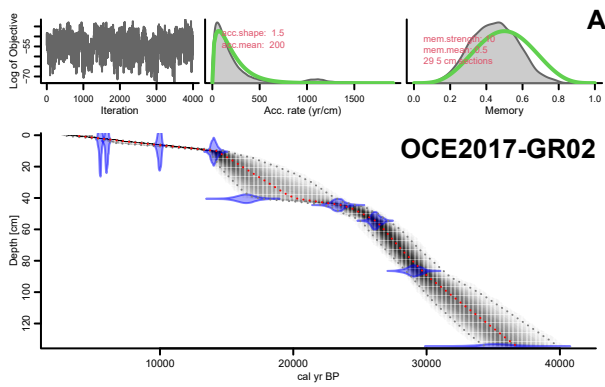 A
Log of Objective
−70
−55
0
1000
2000
3000
4000
Iteration
acc.shape: 1.5
acc.mean: 200
0
500
1000
1500
Acc. rate (yr/cm)
mem.strength: 10
mem.mean: 0.5
29 5 cm sections
0.0
0.2
0.4
0.6
0.8
1.0
Memory
OCE2017-GR02
Depth [cm]
0
20
40
60
80
100
120
10000
20000
30000
40000
cal yr BP